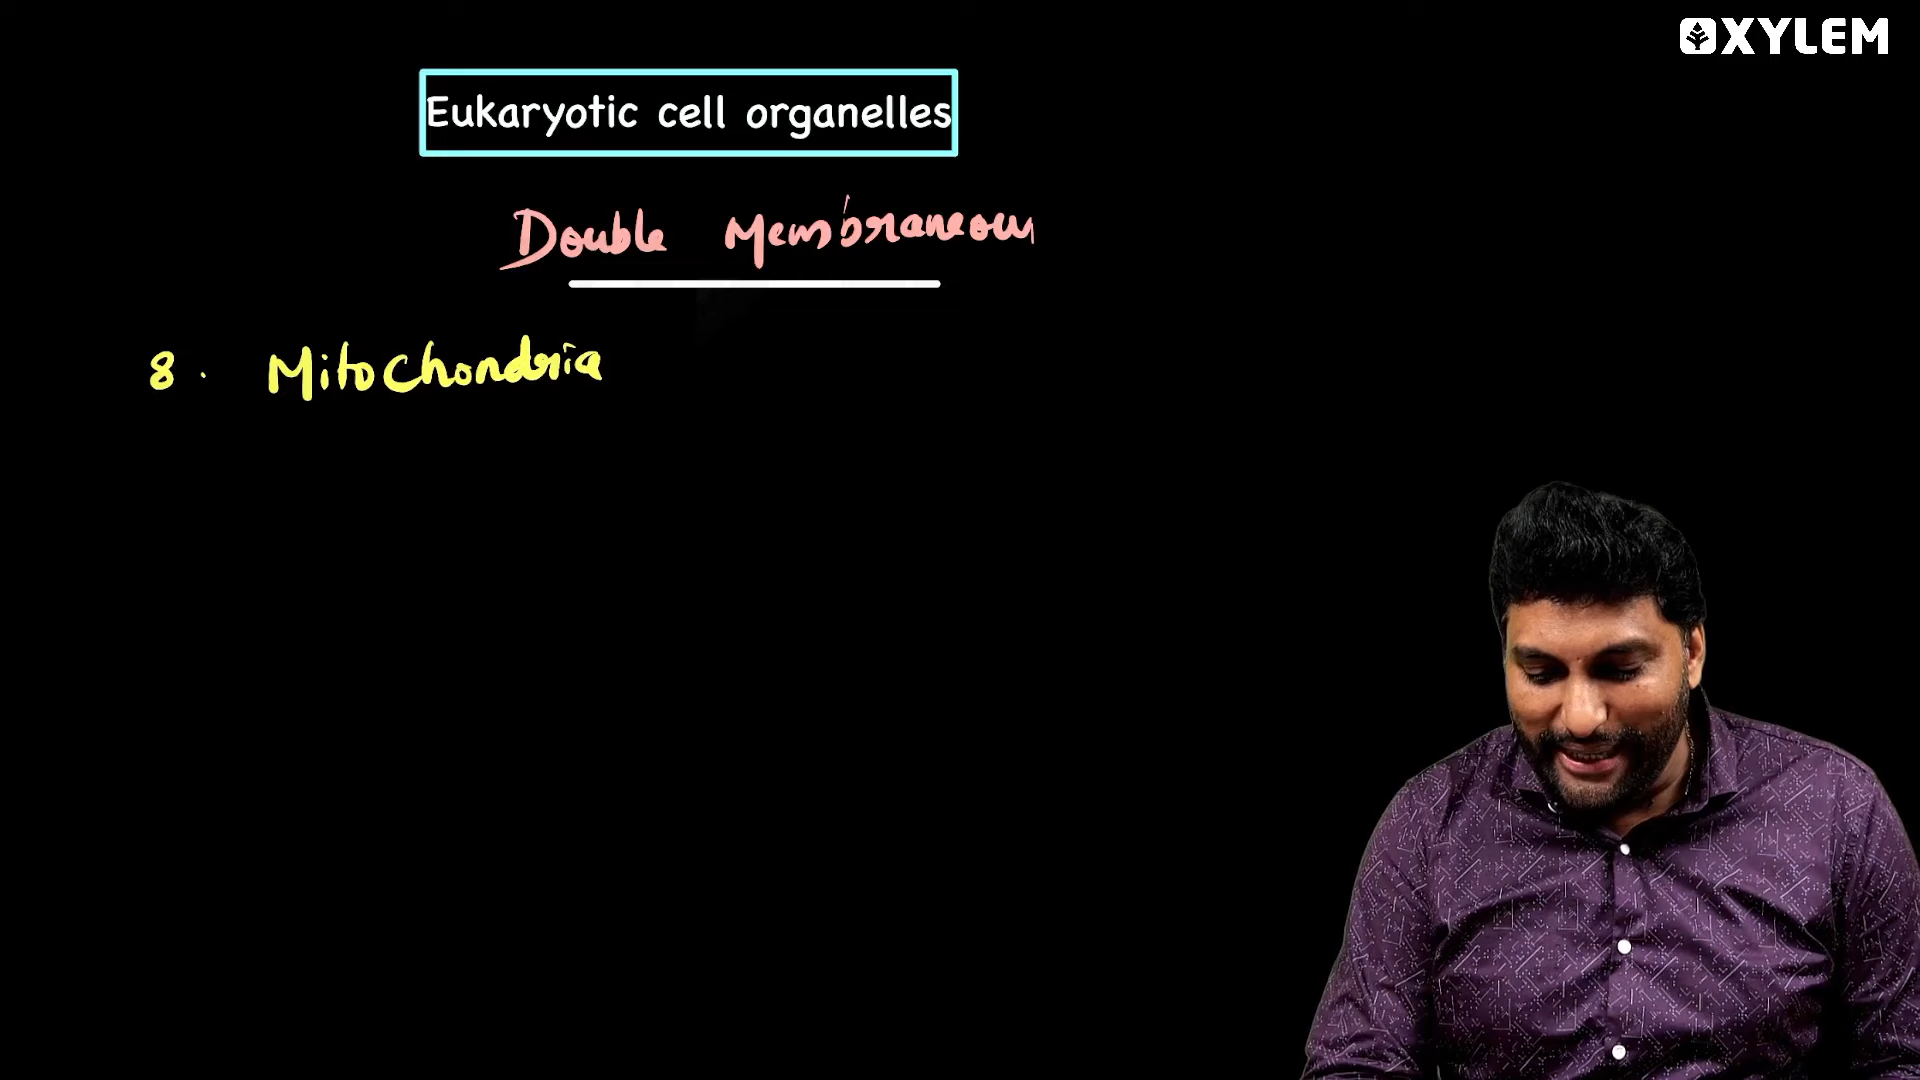 XYLEM
Eukaryotic cell organelles
Double Membraneous
8. Mitochondria